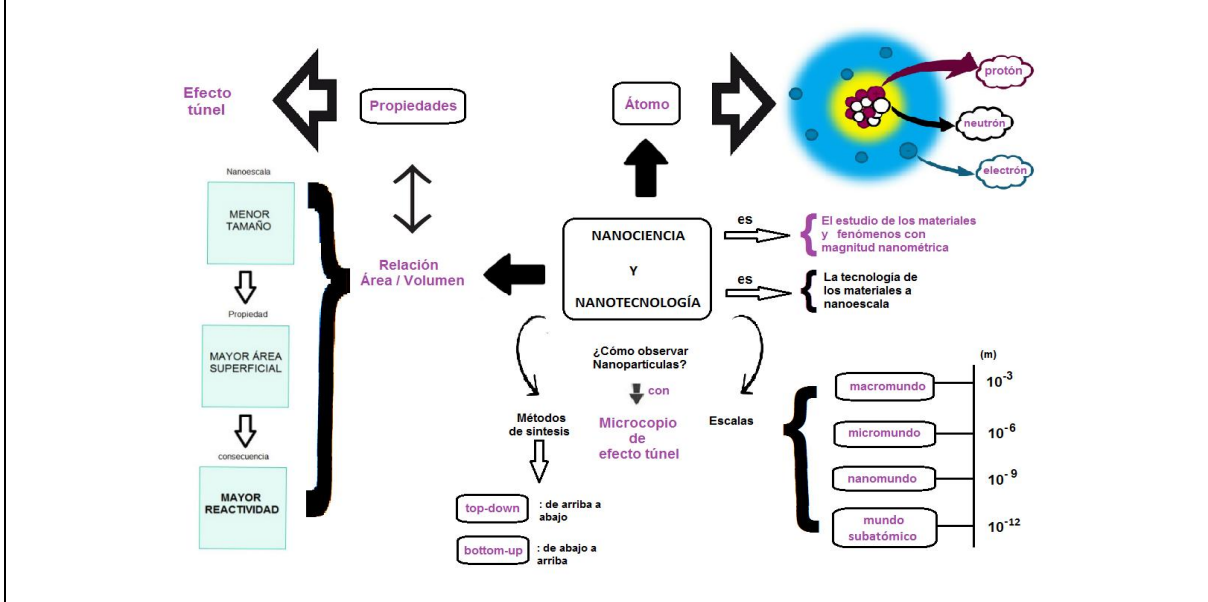 Efecto
túnel
Propiedades
Átomo
protón
neutrón
electrón
Nanoescala
MENOR
TAMAÑO
Propiedad
MAYOR ÁREA
SUPERFICIAL
consecuencia
MAYOR
REACTIVIDAD
Relación
Área / Volumen
NANOCIENCIA
Y
NANOTECNOLOGÍA
es
El estudio de los materiales
y fenómenos con
magnitud nanométrica
es
La tecnología de
los materiales a
nanoescala
¿Cómo observar
Nanoparticulas?
con
Microcopio
de
efecto túnel
Métodos
de sintesis
top-down
: de arriba a
abajo
bottom-up
: de abajo a
arriba
Escalas
(m)
macromundo
10⁻³
micromundo
10⁻⁶
nanomundo
10⁻⁹
mundo
subatómico
10⁻¹²